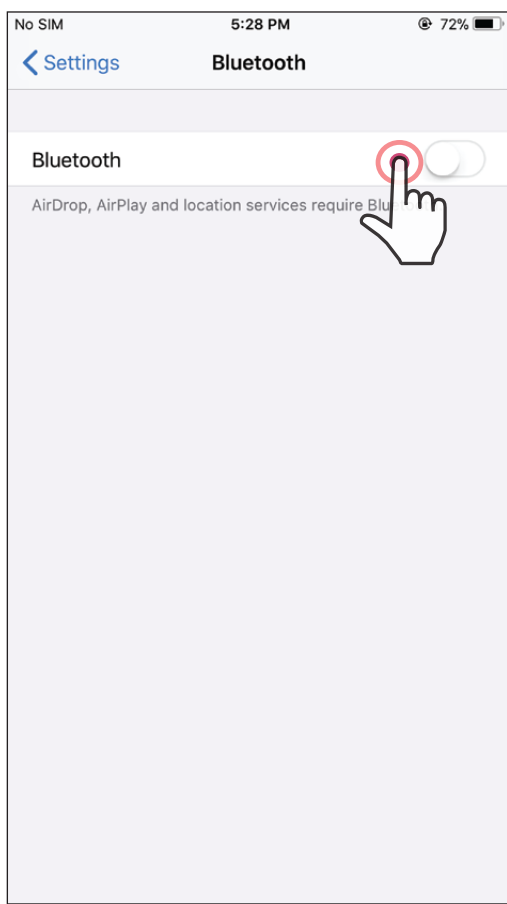 No SIM 5:28 PM 72%
Settings Bluetooth
Bluetooth
AirDrop, AirPlay and location services require